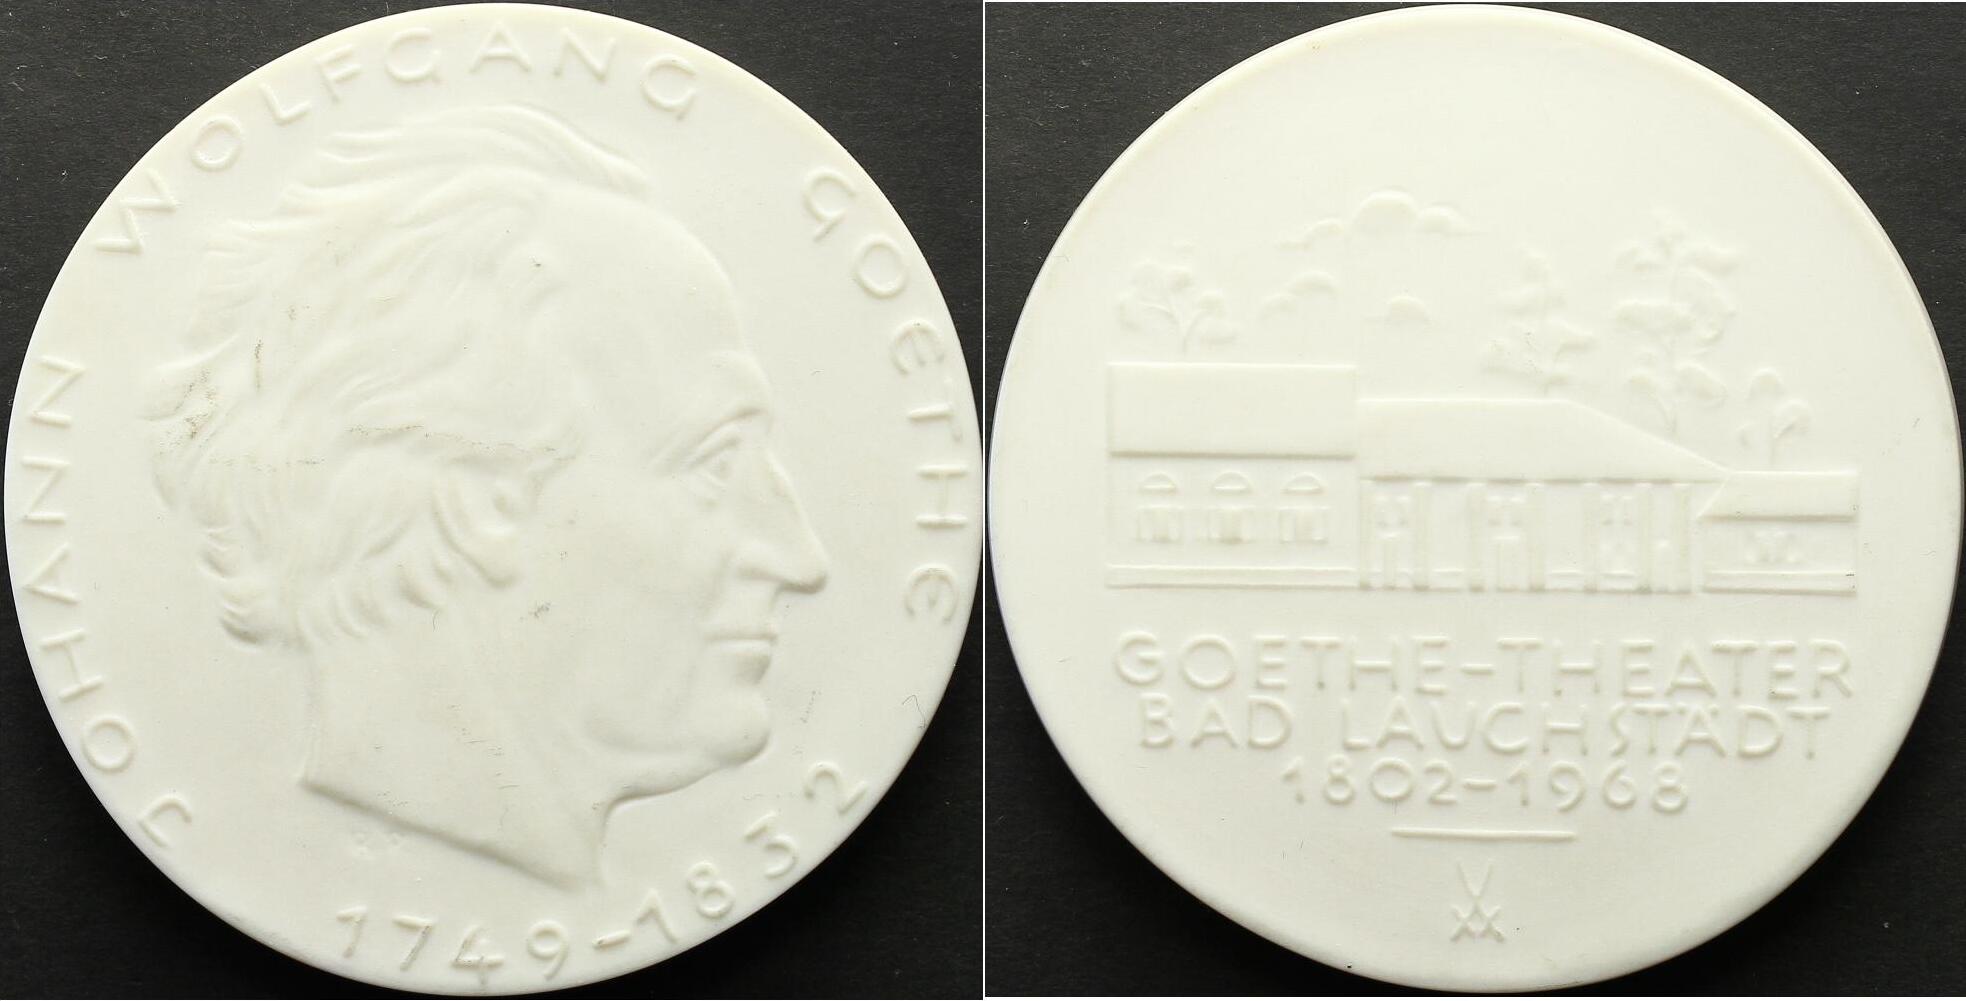 JOHANN WOLFGANG GOETHE
1749-1832
GOETHE-THEATER
BAD LAUCHSTÄDT
1802-1968